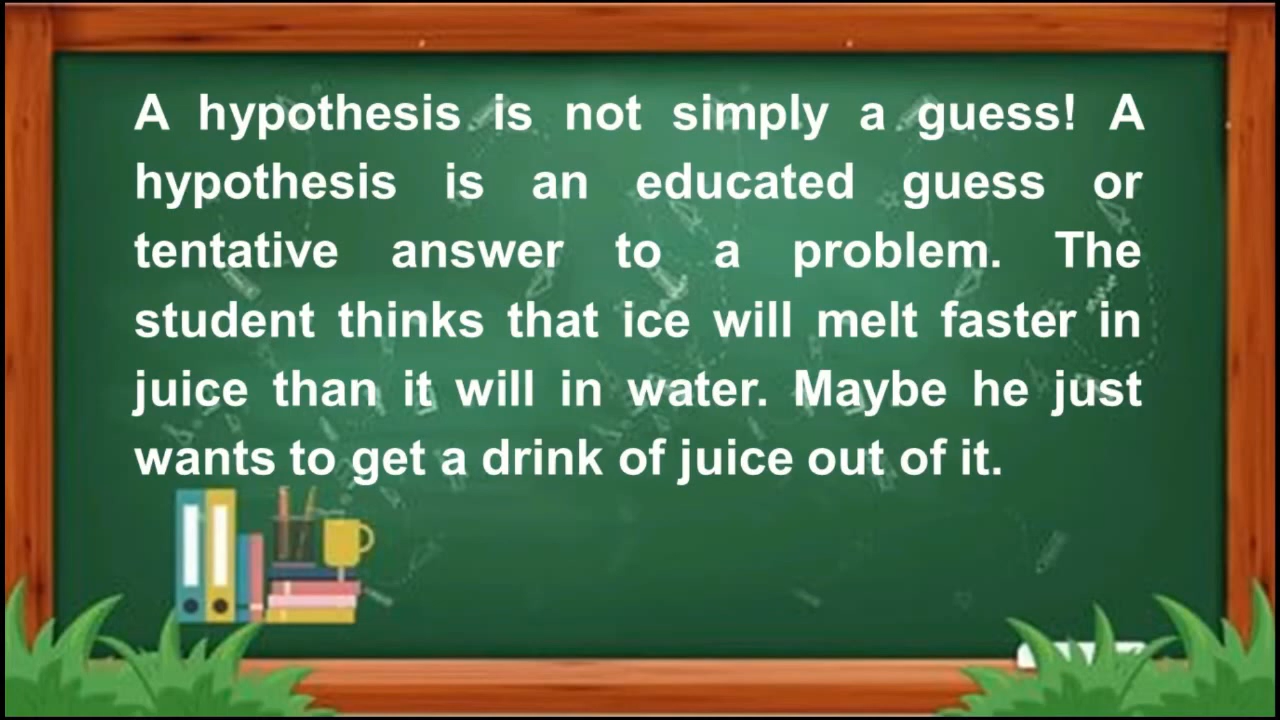 A hypothesis is not simply a guess! A
hypothesis is an educated guess or
tentative answer to a problem. The
student thinks that ice will melt faster in
juice than it will in water. Maybe he just
wants to get a drink of juice out of it.